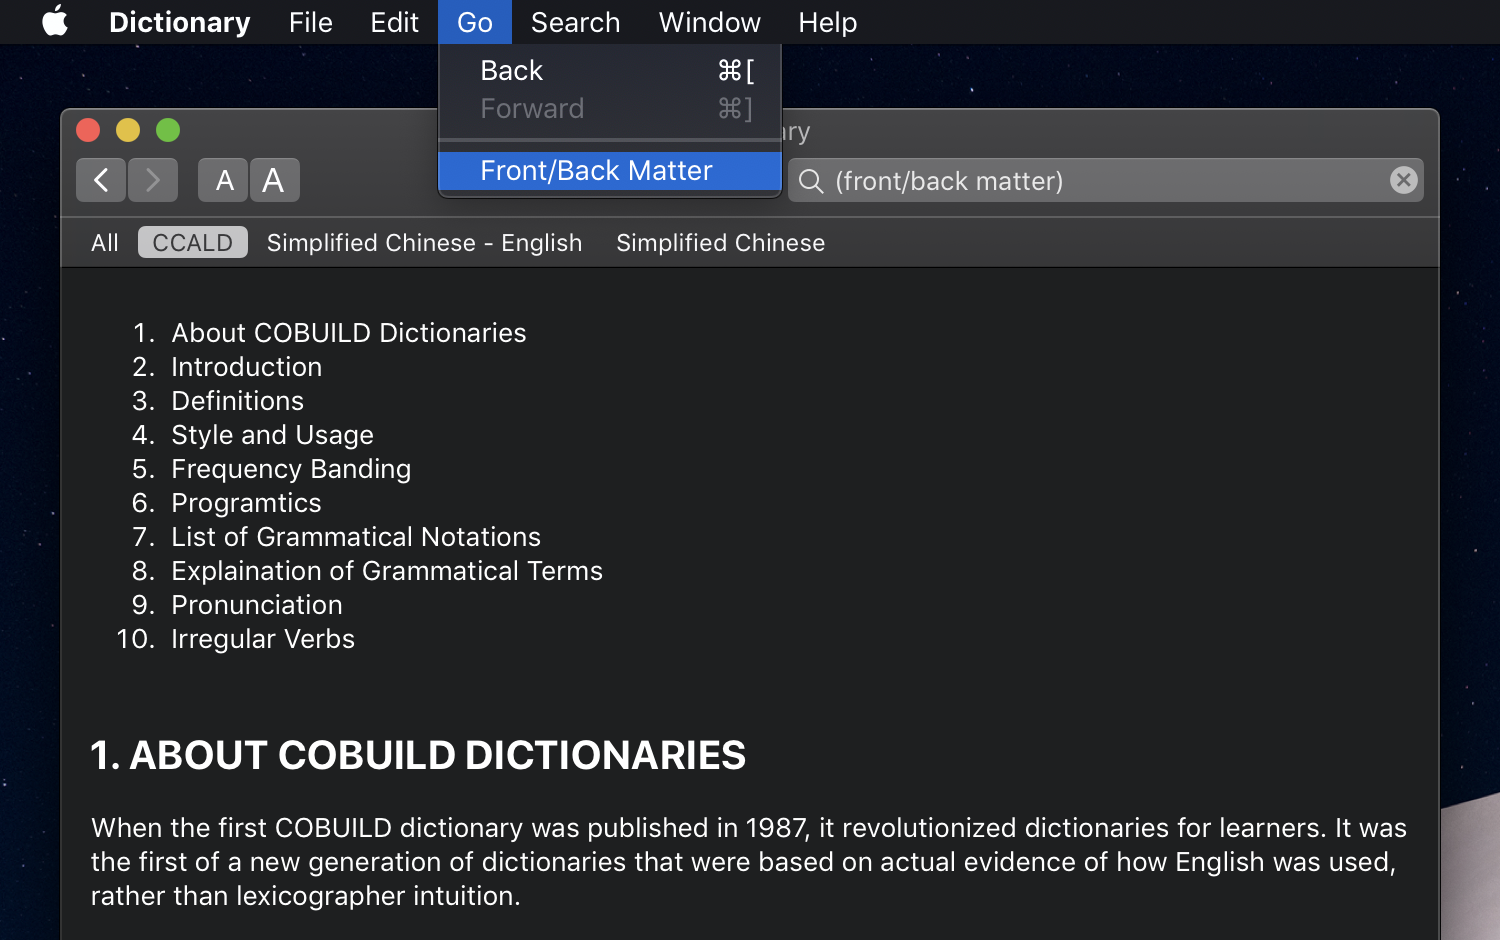 Dictionary File Edit Go Search Window Help
Back ⌘[
Forward ⌘]
Front/Back Matter
A A
(front/back matter)
All CCALD Simplified Chinese - English Simplified Chinese
1. About COBUILD Dictionaries
2. Introduction
3. Definitions
4. Style and Usage
5. Frequency Banding
6. Programtics
7. List of Grammatical Notations
8. Explaination of Grammatical Terms
9. Pronunciation
10. Irregular Verbs
1. ABOUT COBUILD DICTIONARIES
When the first COBUILD dictionary was published in 1987, it revolutionized dictionaries for learners. It was
the first of a new generation of dictionaries that were based on actual evidence of how English was used,
rather than lexicographer intuition.